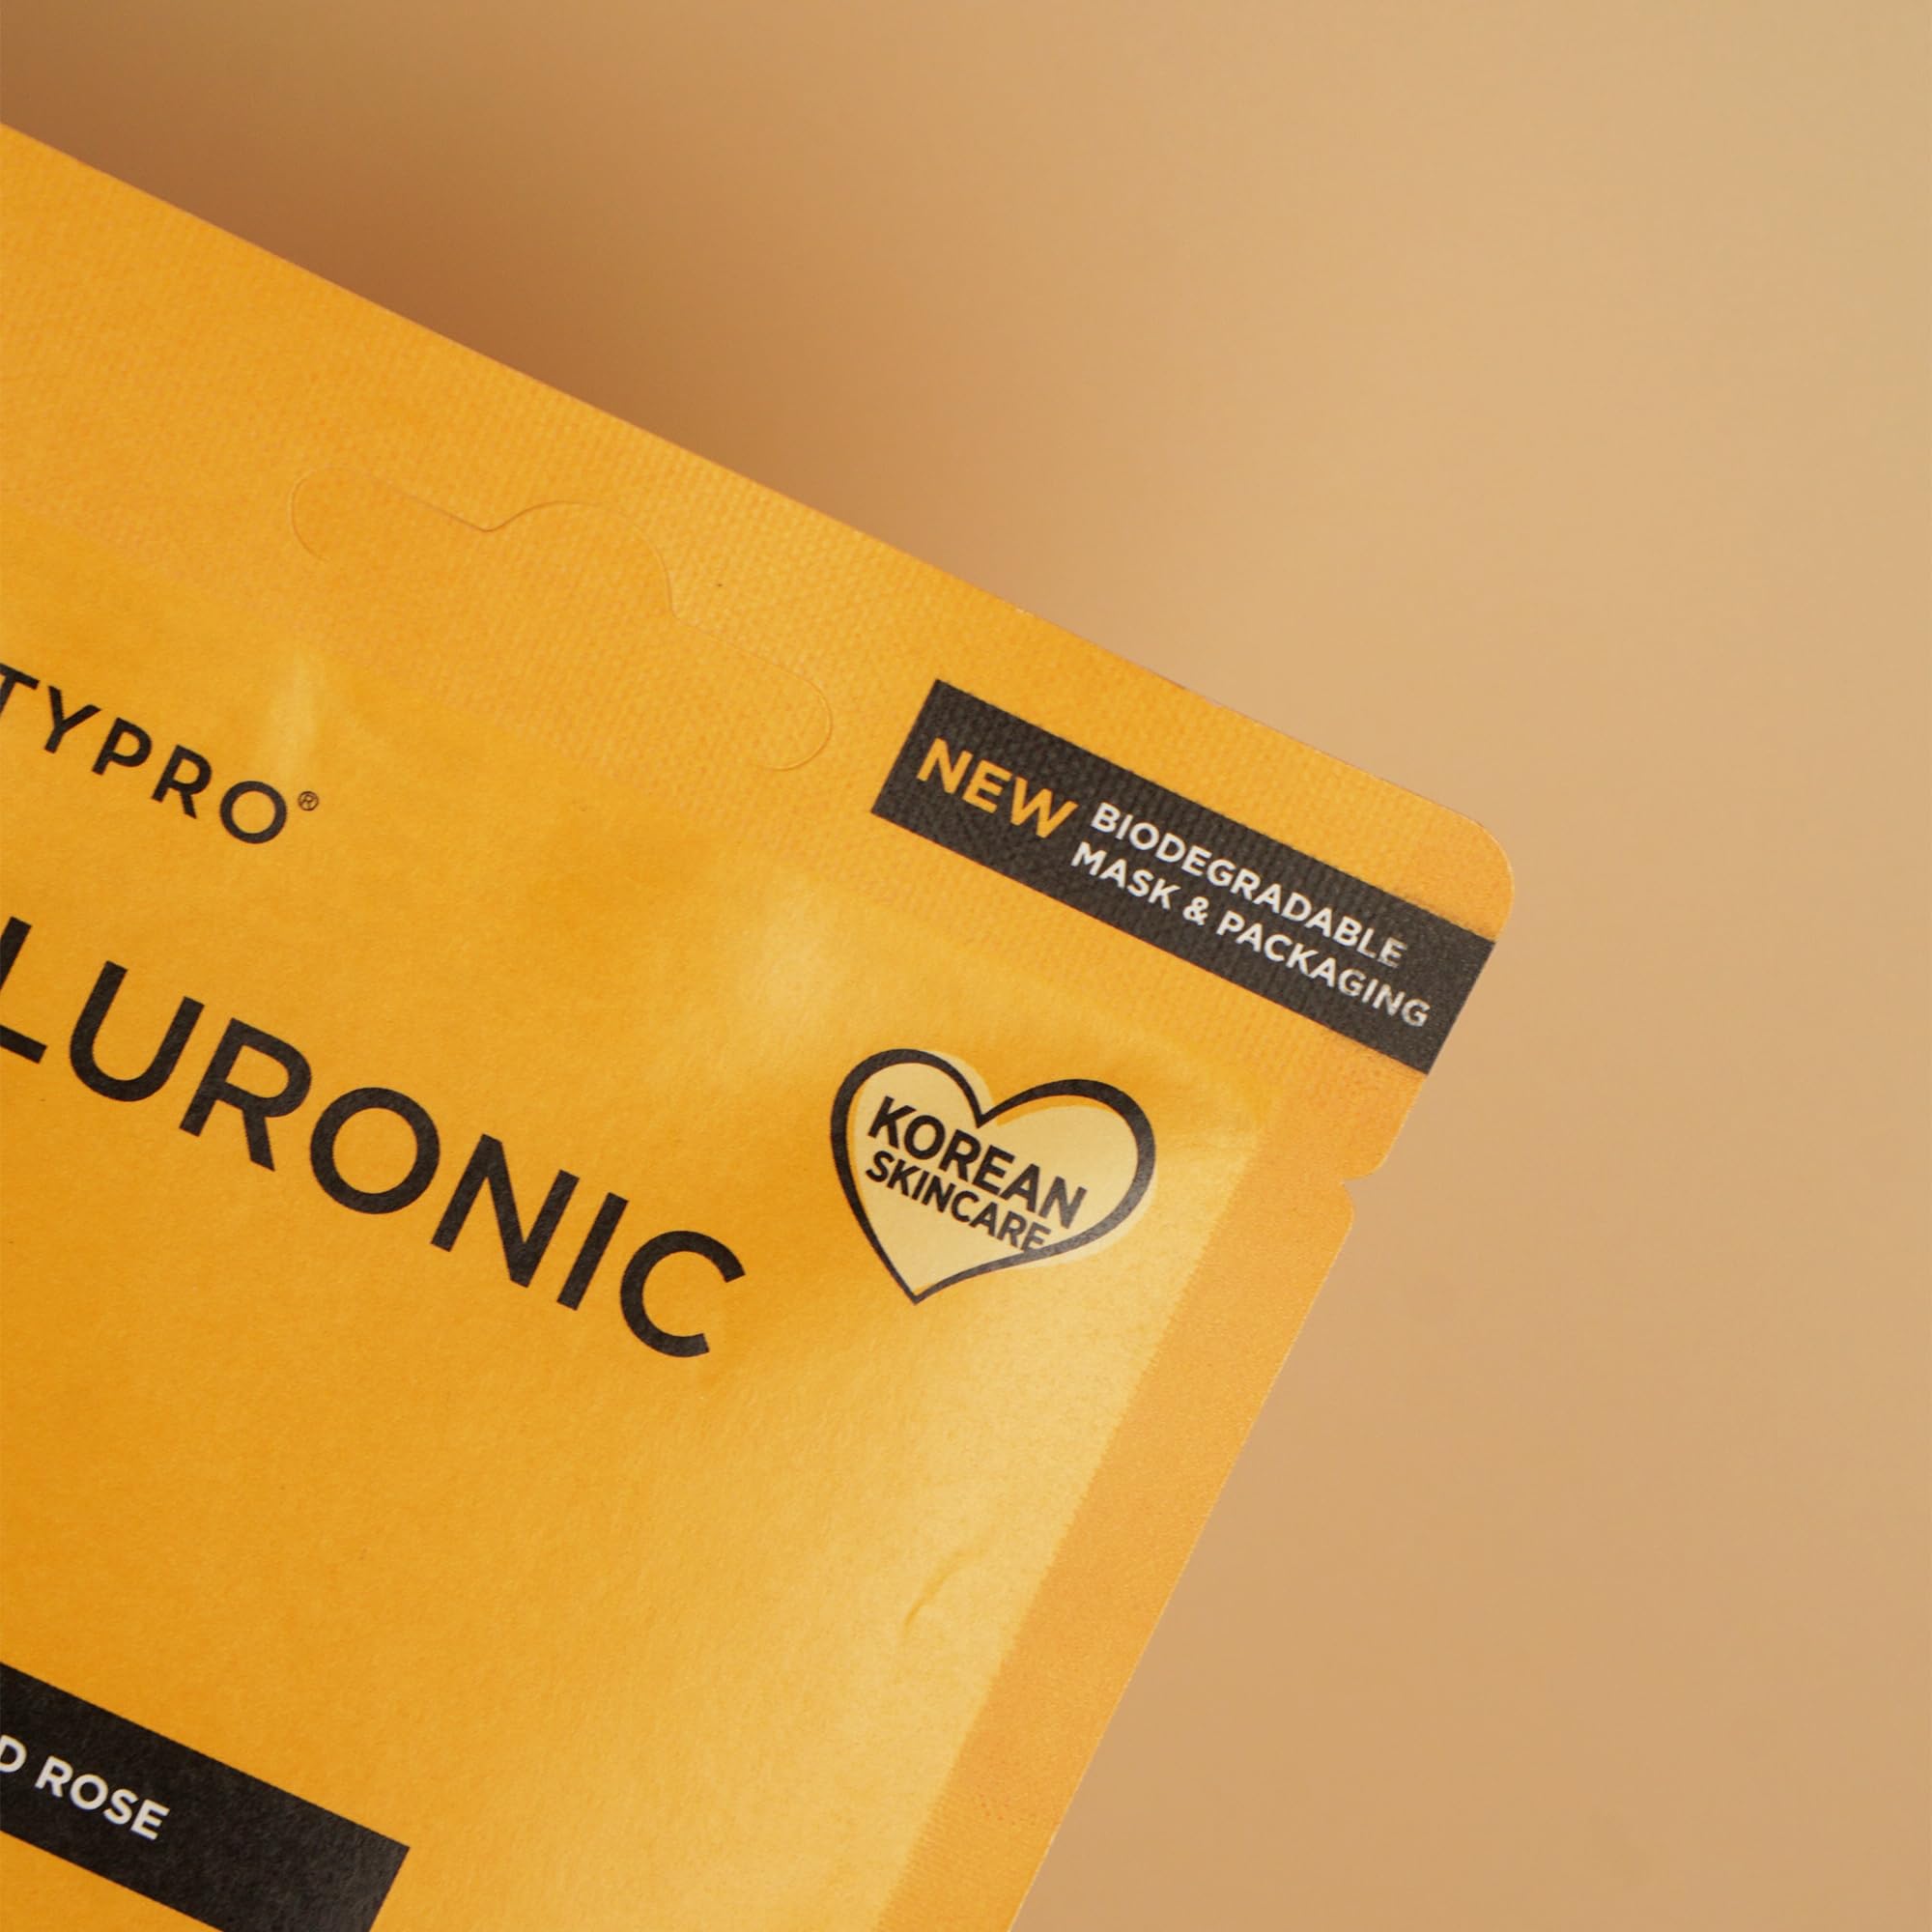 NEW BIODEGRADABLE
MASK & PACKAGING
TYPRO®
LURONIC
KOREAN
SKINCARE
D ROSE